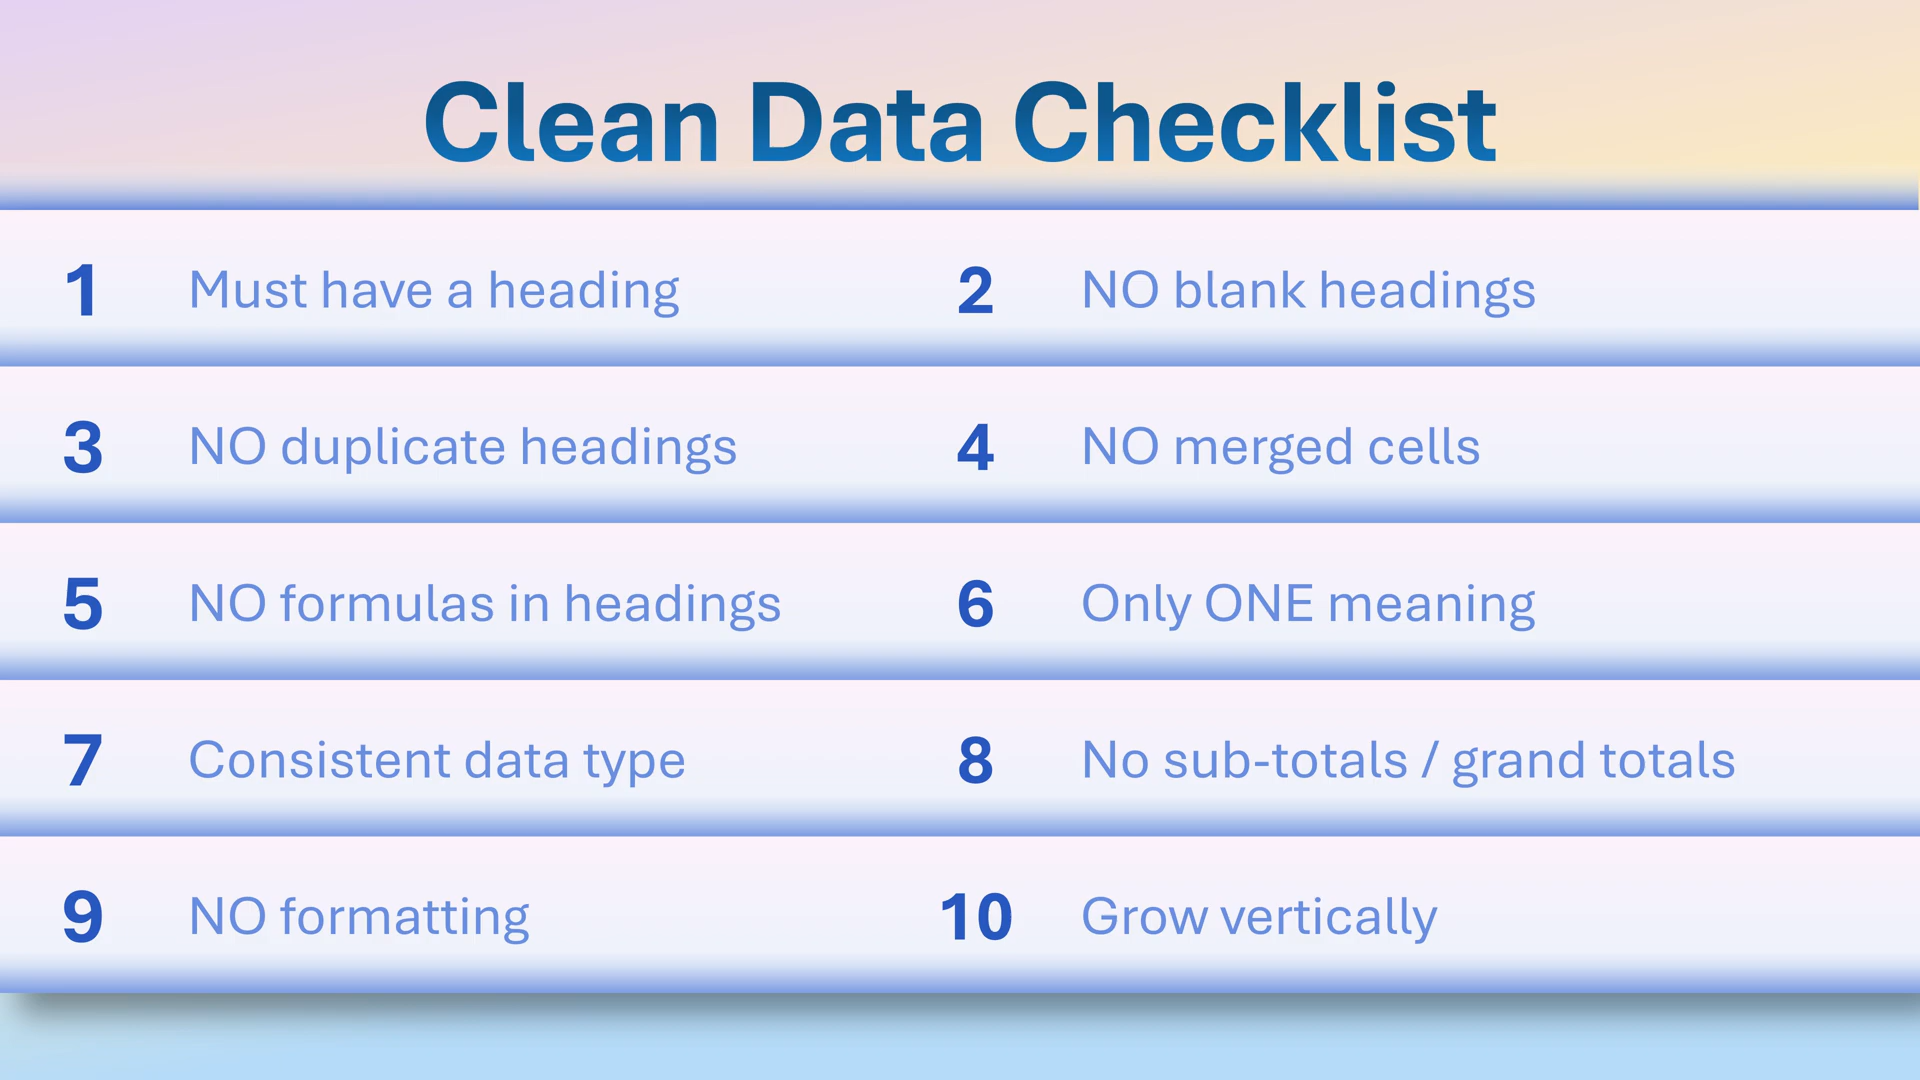 Clean Data Checklist
1 Must have a heading
2 NO blank headings
3 NO duplicate headings
4 NO merged cells
5 NO formulas in headings
6 Only ONE meaning
7 Consistent data type
8 No sub-totals / grand totals
9 NO formatting
10 Grow vertically